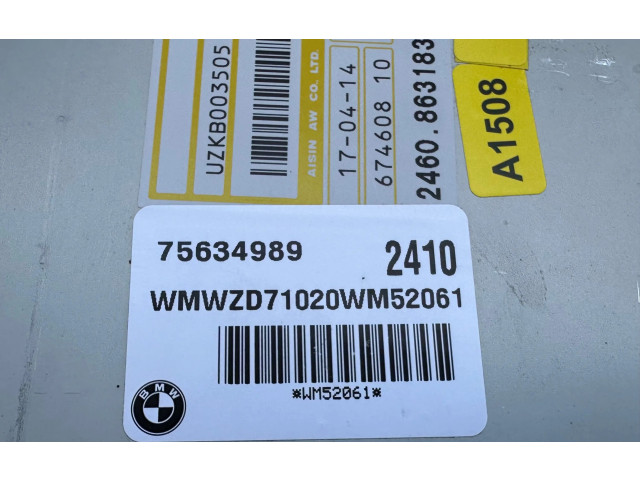 UZKB003505
AISIN AW CO., LTD.
17-04-14
674608 10
2460.863183
A1508
75634989 2410
WMWZD71020WM52061
*WM52061*
BMW